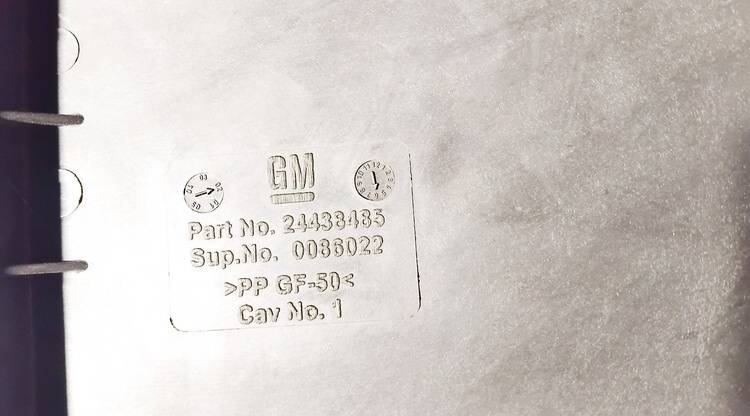 GM
Part No. 24438485
Sup.No. 0086022
>PP GF-50<
Cav No. 1